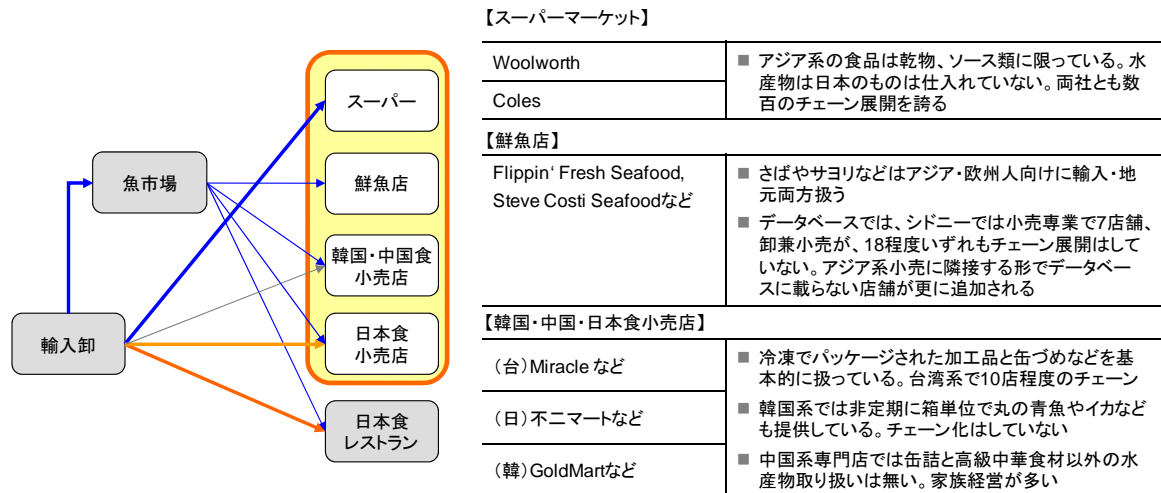 スーパー
魚市場
鮮魚店
韓国・中国食
小売店
輸入卸
日本食
小売店
日本食
レストラン
【スーパーマーケット】
Woolworth
Coles
■ アジア系の食品は乾物、ソース類に限っている。水
産物は日本のものは仕入れていない。両社とも数
百のチェーン展開を誇る
【鮮魚店】
Flippin‘ Fresh Seafood,
Steve Costi Seafoodなど
■ さばやサヨリなどはアジア・欧州人向けに輸入・地
元両方扱う
■ データベースでは、シドニーでは小売専業で7店舗、
卸兼小売が、18程度いずれもチェーン展開はして
いない。アジア系小売に隣接する形でデータベー
スに載らない店舗が更に追加される
【韓国・中国・日本食小売店】
（台）Miracle など
（日）不二マートなど
（韓）GoldMartなど
■ 冷凍でパッケージされた加工品と缶づめなどを基
本的に扱っている。台湾系で10店程度のチェーン
■ 韓国系では非定期に箱単位で丸の青魚やイカなど
も提供している。チェーン化はしていない
■ 中国系専門店では缶詰と高級中華食材以外の水
産物取り扱いは無い。家族経営が多い